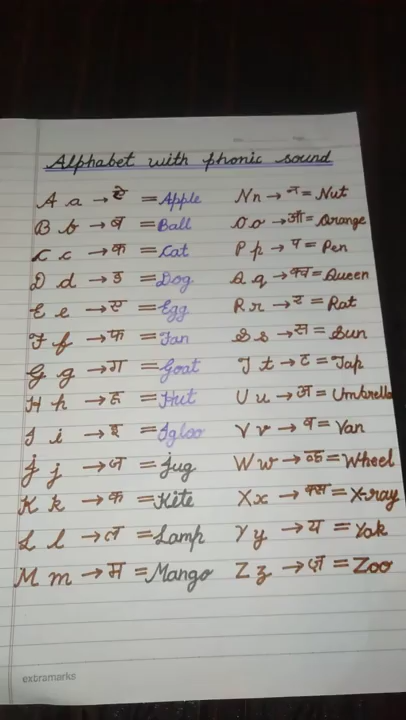 Alphabet with phonic sound
A a → ऐ = Apple
B b → ब = Ball
C c → क = Cat
D d → ड = Dog
E e → ए = Egg
F f → फ = Fan
G g → ग = Goat
H h → ह = Hut
I i → इ = Igloo
J j → ज = Jug
K k → क = Kite
L l → ल = Lamp
M m → म = Mango
N n → न = Nut
O o → ऑ = Orange
P p → प = Pen
Q q → क्व = Queen
R r → र = Rat
S s → स = Sun
T t → ट = Tap
U u → अ = Umbrella
V v → व = Van
W w → = Wheel
X x → क्स = X-ray
Y y → य = Yak
Z z → ज़ = Zoo
extramarks